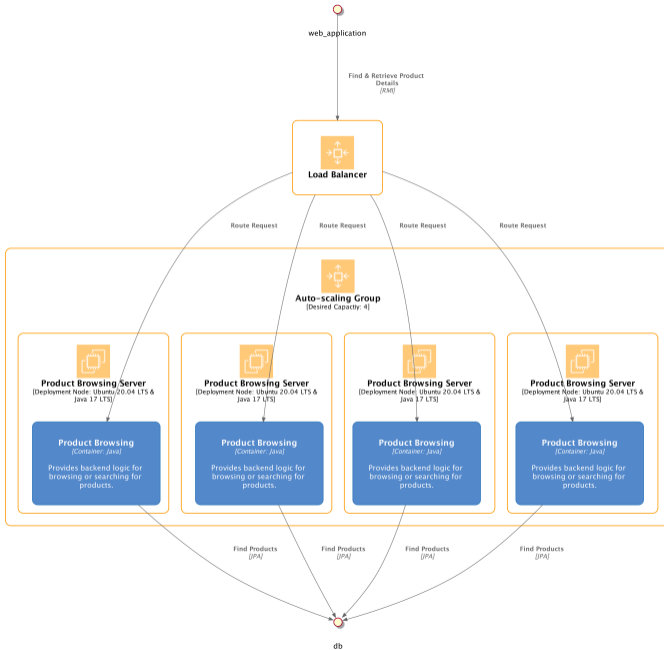 web_application
Find & Retrieve Product
Details
[RMI]
Load Balancer
Route Request
Route Request
Route Request
Route Request
Auto-scaling Group
[Desired Capactiy: 4]
Product Browsing Server
[Deployment Node: Ubuntu 20.04 LTS &
Java 17 LTS]
Product Browsing
[Container: Java]
Provides backend logic for
browsing or searching for
products.
Product Browsing Server
[Deployment Node: Ubuntu 20.04 LTS &
Java 17 LTS]
Product Browsing
[Container: Java]
Provides backend logic for
browsing or searching for
products.
Product Browsing Server
[Deployment Node: Ubuntu 20.04 LTS &
Java 17 LTS]
Product Browsing
[Container: Java]
Provides backend logic for
browsing or searching for
products.
Product Browsing Server
[Deployment Node: Ubuntu 20.04 LTS &
Java 17 LTS]
Product Browsing
[Container: Java]
Provides backend logic for
browsing or searching for
products.
Find Products
[JPA]
Find Products
[JPA]
Find Products
[JPA]
Find Products
[JPA]
db